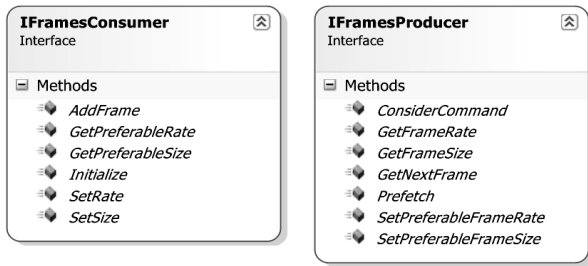 IFramesConsumer
Interface
Methods
AddFrame
GetPreferableRate
GetPreferableSize
Initialize
SetRate
SetSize
IFramesProducer
Interface
Methods
ConsiderCommand
GetFrameRate
GetFrameSize
GetNextFrame
Prefetch
SetPreferableFrameRate
SetPreferableFrameSize